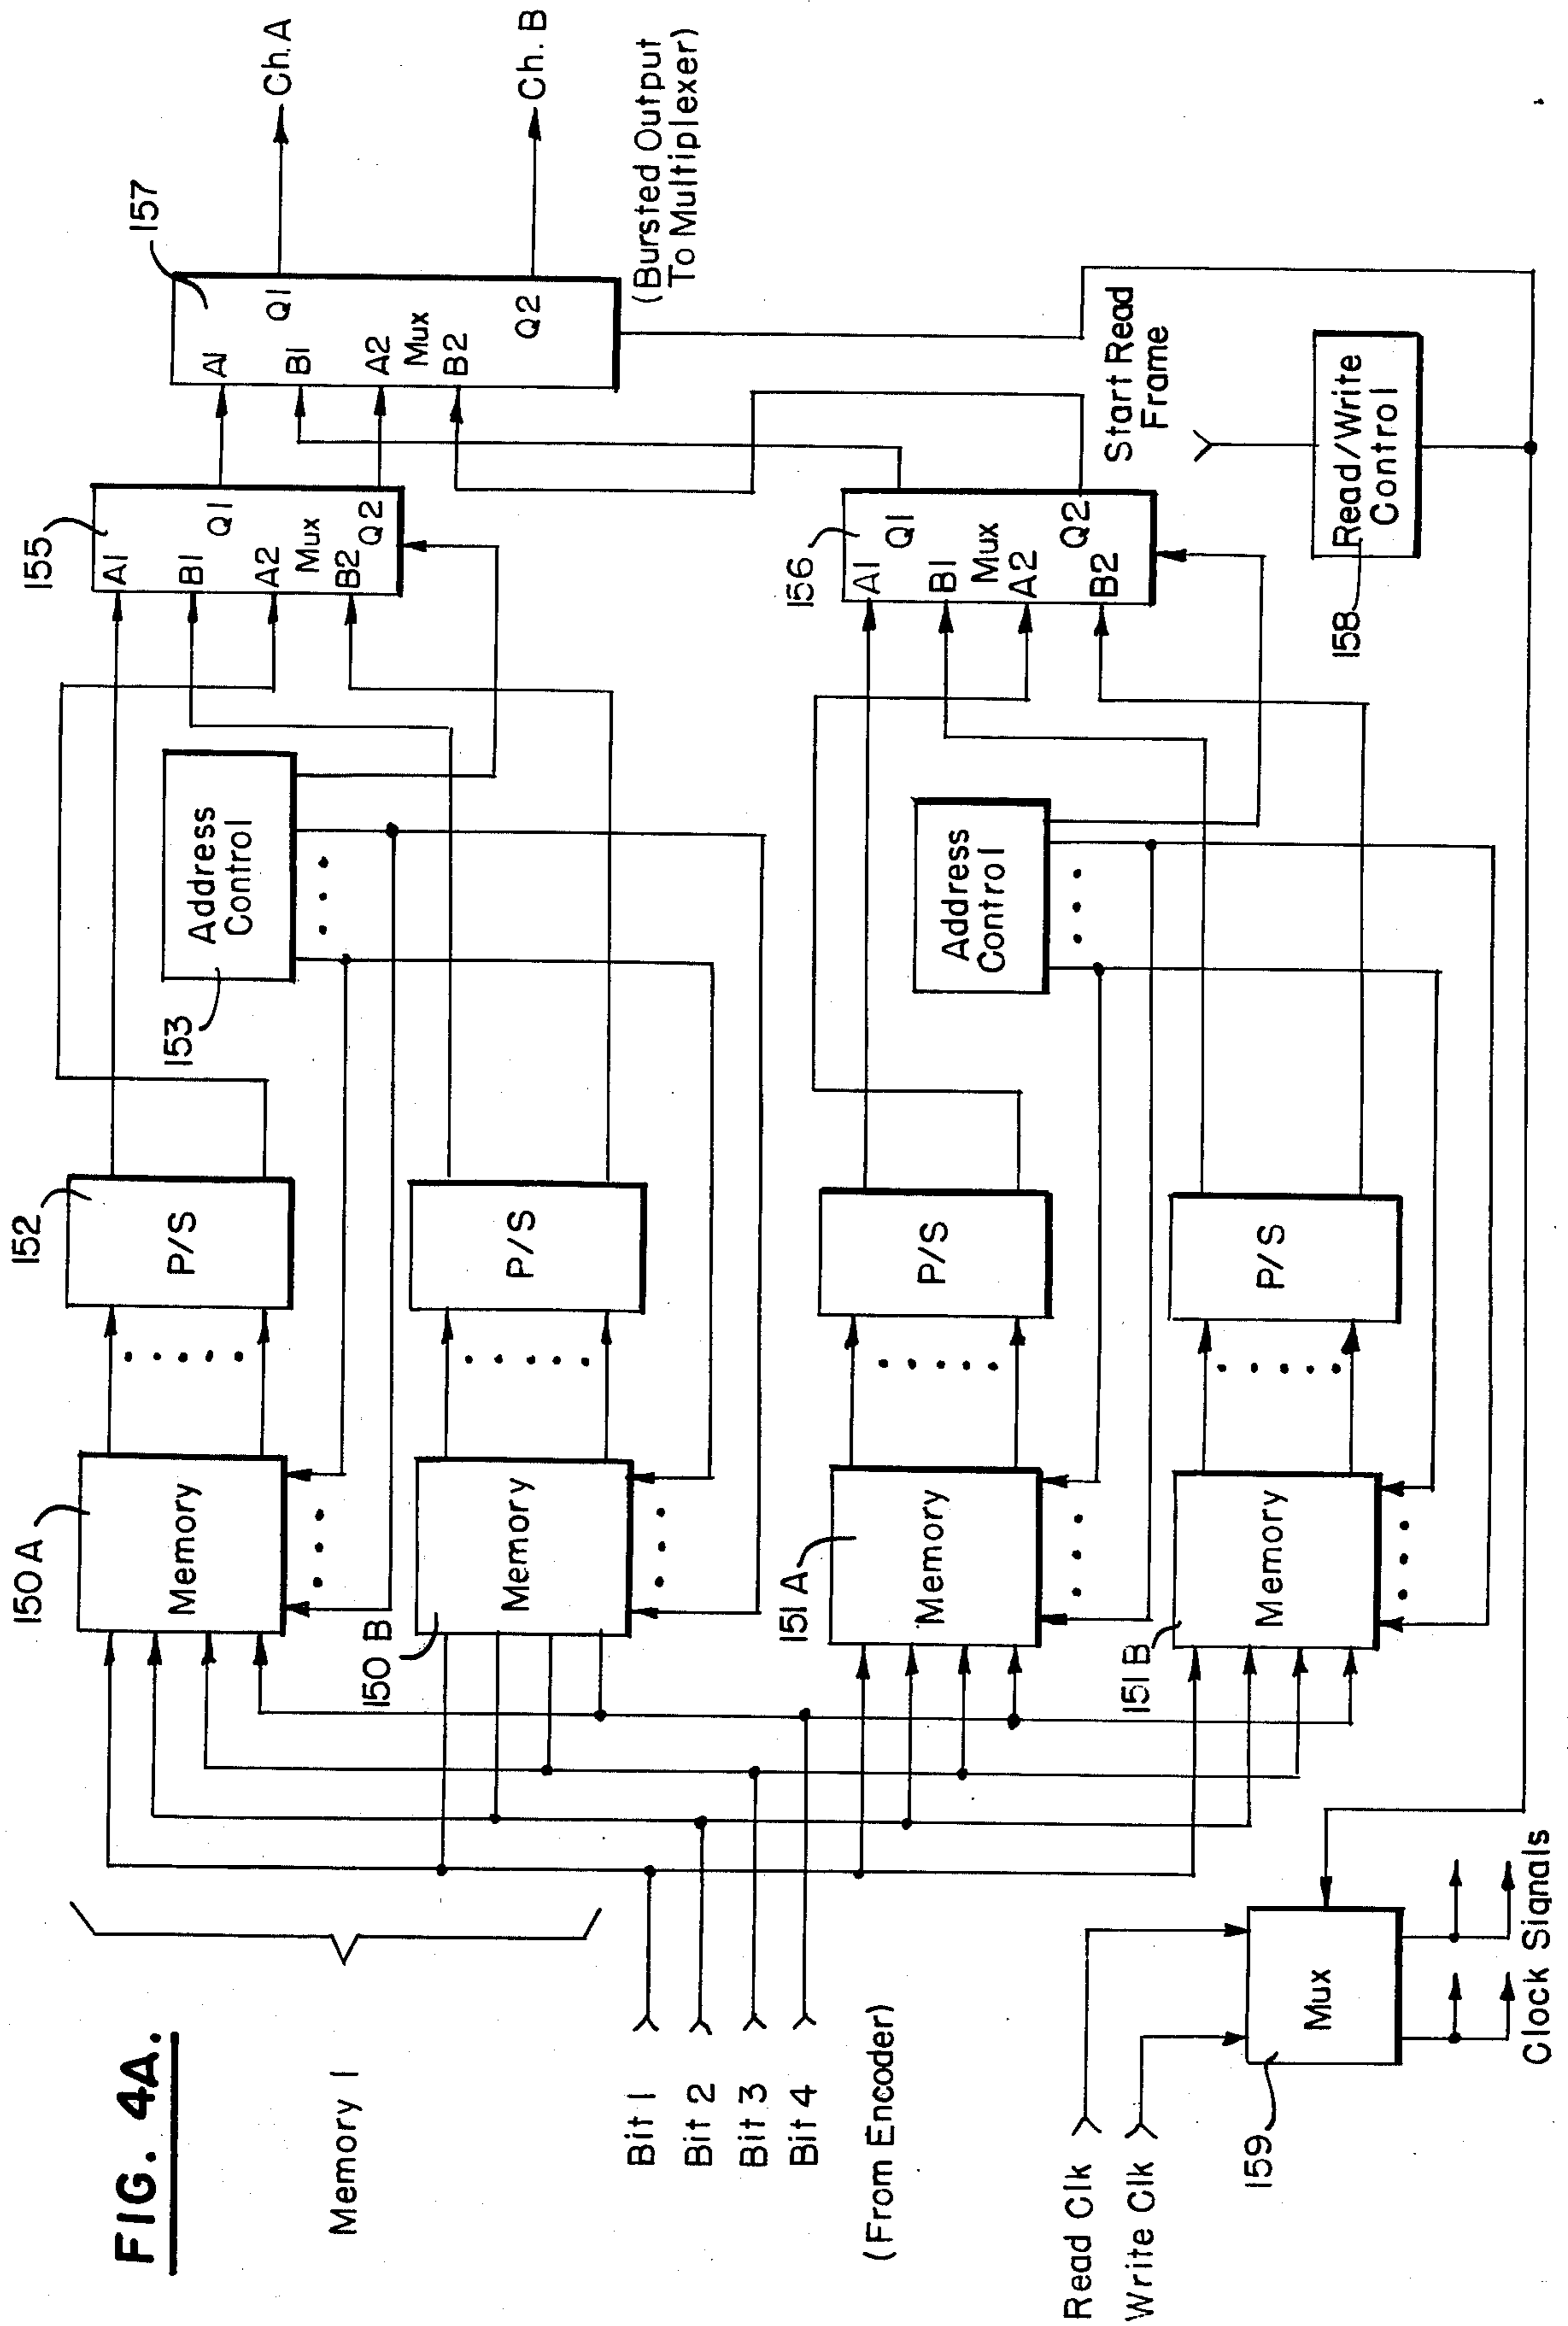 FIG. 4A.
Memory 1
Bit 1
Bit 2
Bit 3
Bit 4
(From Encoder)
Read Clk
Write Clk
159
Mux
Clock Signals
150 A
Memory
150 B
Memory
151 A
Memory
151 B
Memory
152
P/S
P/S
P/S
P/S
153
Address
Control
Address
Control
155
A1
B1
Q1
A2
Mux
B2
Q2
156
A1
Q1
B1
Mux
A2
Q2
B2
157
A1
Q1
B1
A2
Mux
B2
Q2
Ch. A
Ch. B
(Bursted Output
To Multiplexer)
Start Read
Frame
158
Read/Write
Control